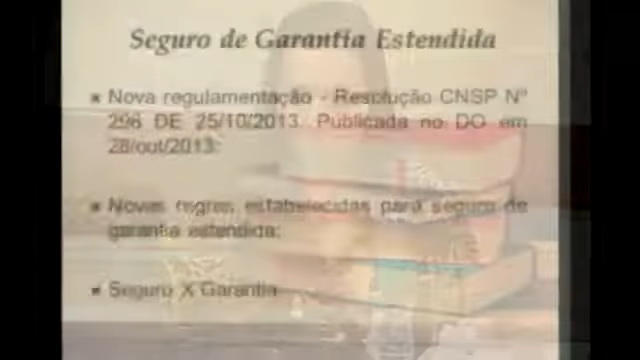 Seguro de Garantia Estendida
Nova regulamentação - Resolução CNSP Nº
296 DE 25/10/2013. Publicada no DO em
28/out/2013;
Novas regras estabelecidas para seguro de
garantia estendida;
Seguro X Garantia